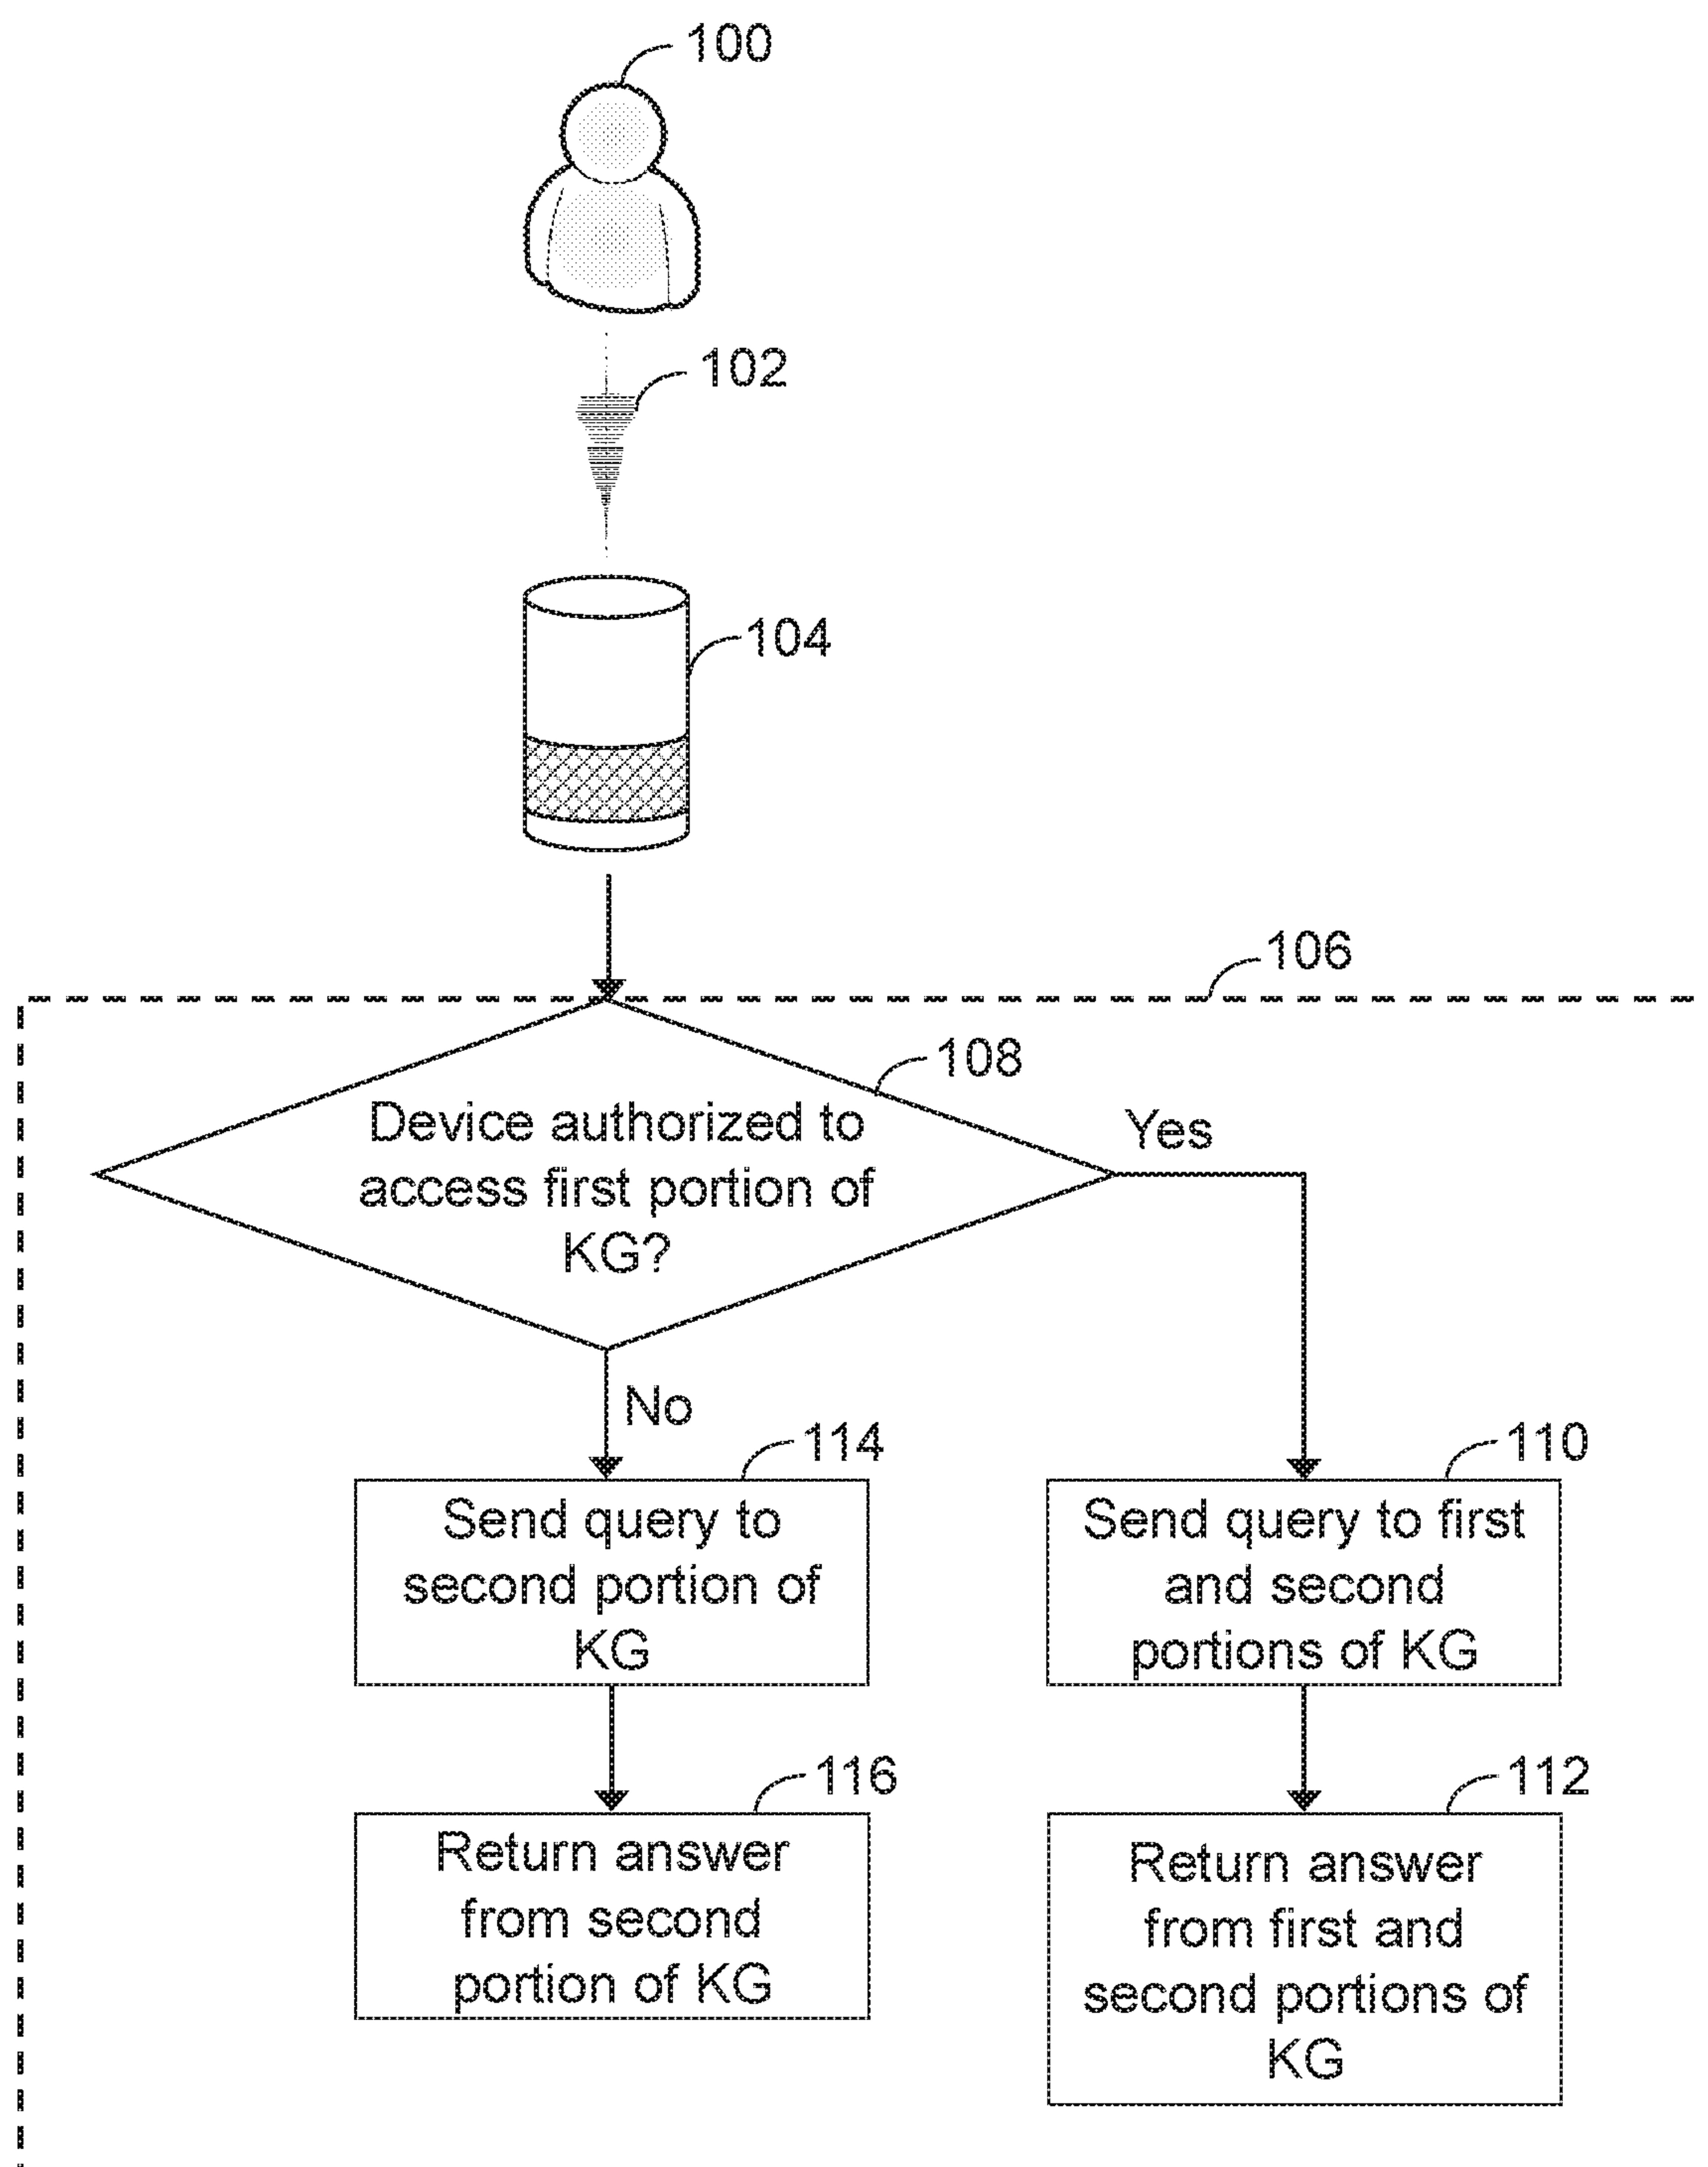 100
102
104
106
108
Device authorized to
access first portion of
KG?
Yes
No
114
Send query to
second portion of
KG
110
Send query to first
and second
portions of KG
116
Return answer
from second
portion of KG
112
Return answer
from first and
second portions of
KG